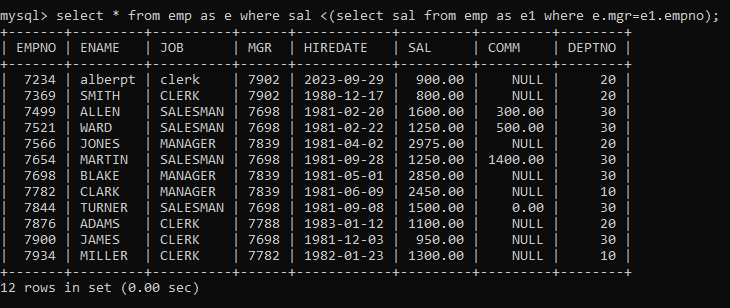 mysql> select * from emp as e where sal <(select sal from emp as e1 where e.mgr=e1.empno);
+-------+---------+----------+------+------------+---------+---------+--------+
| EMPNO | ENAME   | JOB      | MGR  | HIREDATE   | SAL     | COMM    | DEPTNO |
+-------+---------+----------+------+------------+---------+---------+--------+
|  7234 | alberpt | clerk    | 7902 | 2023-09-29 |  900.00 |    NULL |     20 |
|  7369 | SMITH   | CLERK    | 7902 | 1980-12-17 |  800.00 |    NULL |     20 |
|  7499 | ALLEN   | SALESMAN | 7698 | 1981-02-20 | 1600.00 |  300.00 |     30 |
|  7521 | WARD    | SALESMAN | 7698 | 1981-02-22 | 1250.00 |  500.00 |     30 |
|  7566 | JONES   | MANAGER  | 7839 | 1981-04-02 | 2975.00 |    NULL |     20 |
|  7654 | MARTIN  | SALESMAN | 7698 | 1981-09-28 | 1250.00 | 1400.00 |     30 |
|  7698 | BLAKE   | MANAGER  | 7839 | 1981-05-01 | 2850.00 |    NULL |     30 |
|  7782 | CLARK   | MANAGER  | 7839 | 1981-06-09 | 2450.00 |    NULL |     10 |
|  7844 | TURNER  | SALESMAN | 7698 | 1981-09-08 | 1500.00 |    0.00 |     30 |
|  7876 | ADAMS   | CLERK    | 7788 | 1983-01-12 | 1100.00 |    NULL |     20 |
|  7900 | JAMES   | CLERK    | 7698 | 1981-12-03 |  950.00 |    NULL |     30 |
|  7934 | MILLER  | CLERK    | 7782 | 1982-01-23 | 1300.00 |    NULL |     10 |
+-------+---------+----------+------+------------+---------+---------+--------+
12 rows in set (0.00 sec)